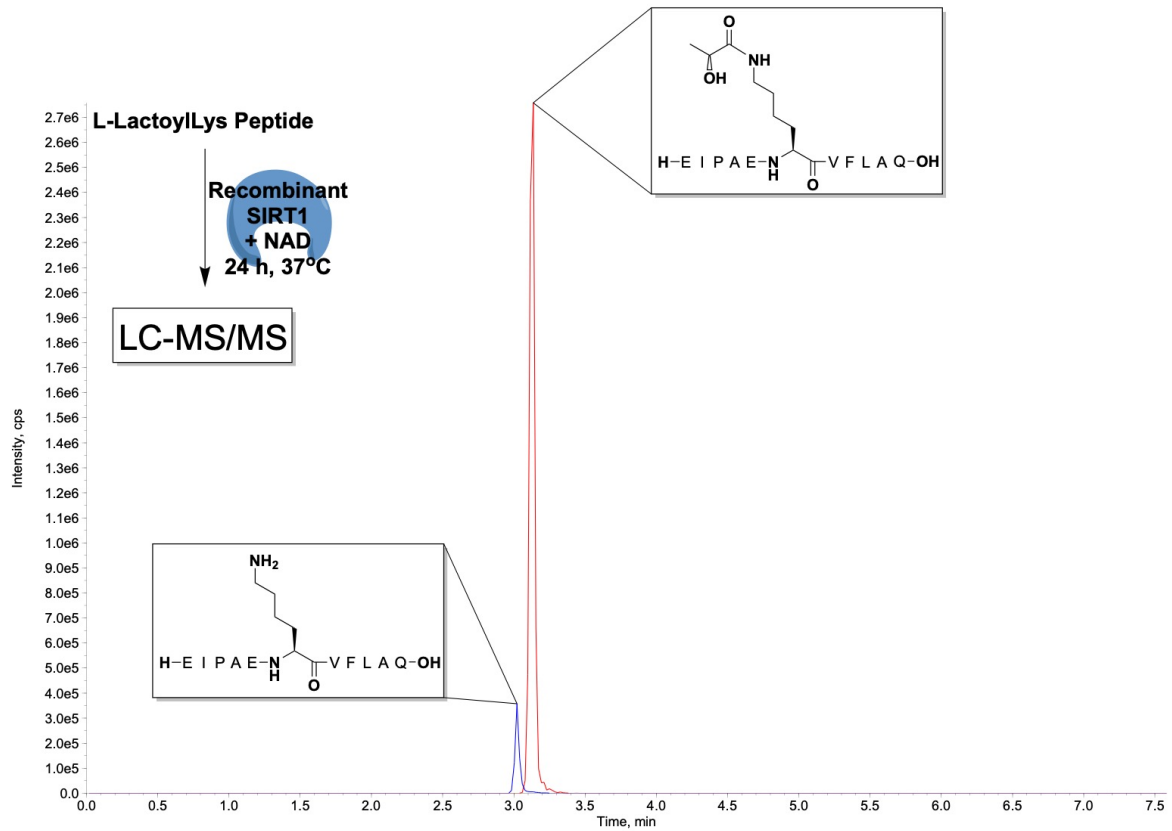 L-LactoylLys Peptide
Recombinant
SIRT1
+ NAD
24 h, 37°C
LC-MS/MS
O
NH
OH
H–E I P A E–N V F L A Q–OH
H
O
NH2
H–E I P A E–N V F L A Q–OH
H
O
Intensity, cps
2.7e6
2.6e6
2.5e6
2.4e6
2.3e6
2.2e6
2.1e6
2.0e6
1.9e6
1.8e6
1.7e6
1.6e6
1.5e6
1.4e6
1.3e6
1.2e6
1.1e6
1.0e6
9.0e5
8.0e5
7.0e5
6.0e5
5.0e5
4.0e5
3.0e5
2.0e5
1.0e5
0.0
0.0 0.5 1.0 1.5 2.0 2.5 3.0 3.5 4.0 4.5 5.0 5.5 6.0 6.5 7.0 7.5
Time, min